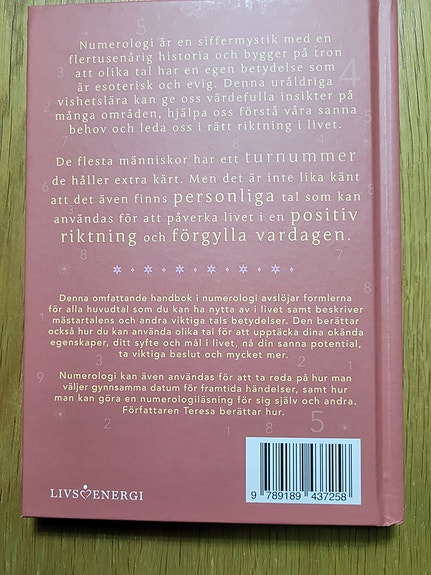 Numerologi är en siffermystik med en
flertusenårig historia och bygger på tron
att olika tal har en egen betydelse som
är esoterisk och evig. Denna uråldriga
vishetslära kan ge oss värdefulla insikter på
många områden, hjälpa oss förstå våra sanna
behov och leda oss i rätt riktning i livet.
De flesta människor har ett turnummer
de håller extra kärt. Men det är inte lika känt
att det även finns personliga tal som kan
användas för att påverka livet i en positiv
riktning och förgylla vardagen.
Denna omfattande handbok i numerologi avslöjar formlerna
för alla huvudtal som du kan ha nytta av i livet samt beskriver
mästartalens och andra viktiga tals betydelser. Den berättar
också hur du kan använda olika tal för att upptäcka dina okända
egenskaper, ditt syfte och mål i livet, nå din sanna potential,
ta viktiga beslut och mycket mer.
Numerologi kan även användas för att ta reda på hur man
väljer gynnsamma datum för framtida händelser, samt hur
man kan göra en numerologiläsning för sig själv och andra.
Författaren Teresa berättar hur.
LIVS ENERGI
9 789189 437258